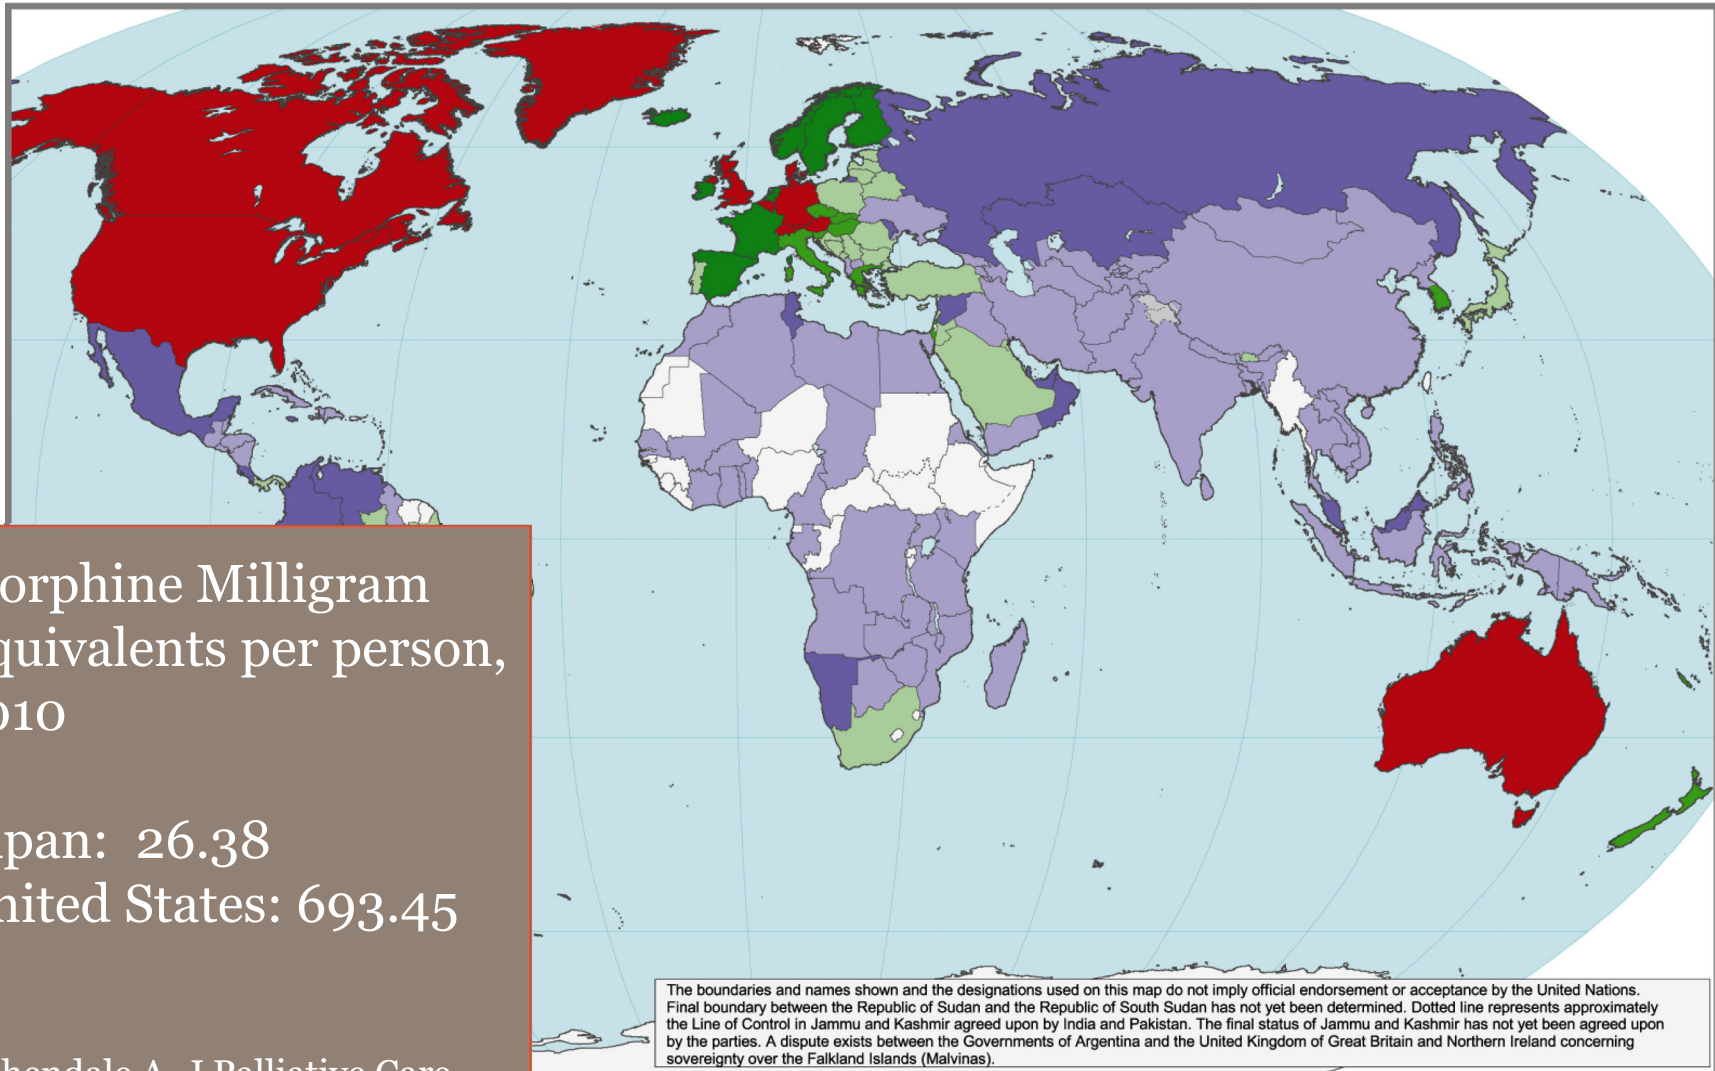 orphine Milligram
quivalents per person,
010
pan: 26.38
nited States: 693.45
The boundaries and names shown and the designations used on this map do not imply official endorsement or acceptance by the United Nations.
Final boundary between the Republic of Sudan and the Republic of South Sudan has not yet been determined. Dotted line represents approximately
the Line of Control in Jammu and Kashmir agreed upon by India and Pakistan. The final status of Jammu and Kashmir has not yet been agreed upon
by the parties. A dispute exists between the Governments of Argentina and the United Kingdom of Great Britain and Northern Ireland concerning
sovereignty over the Falkland Islands (Malvinas).
hendale A, J Palliative Care